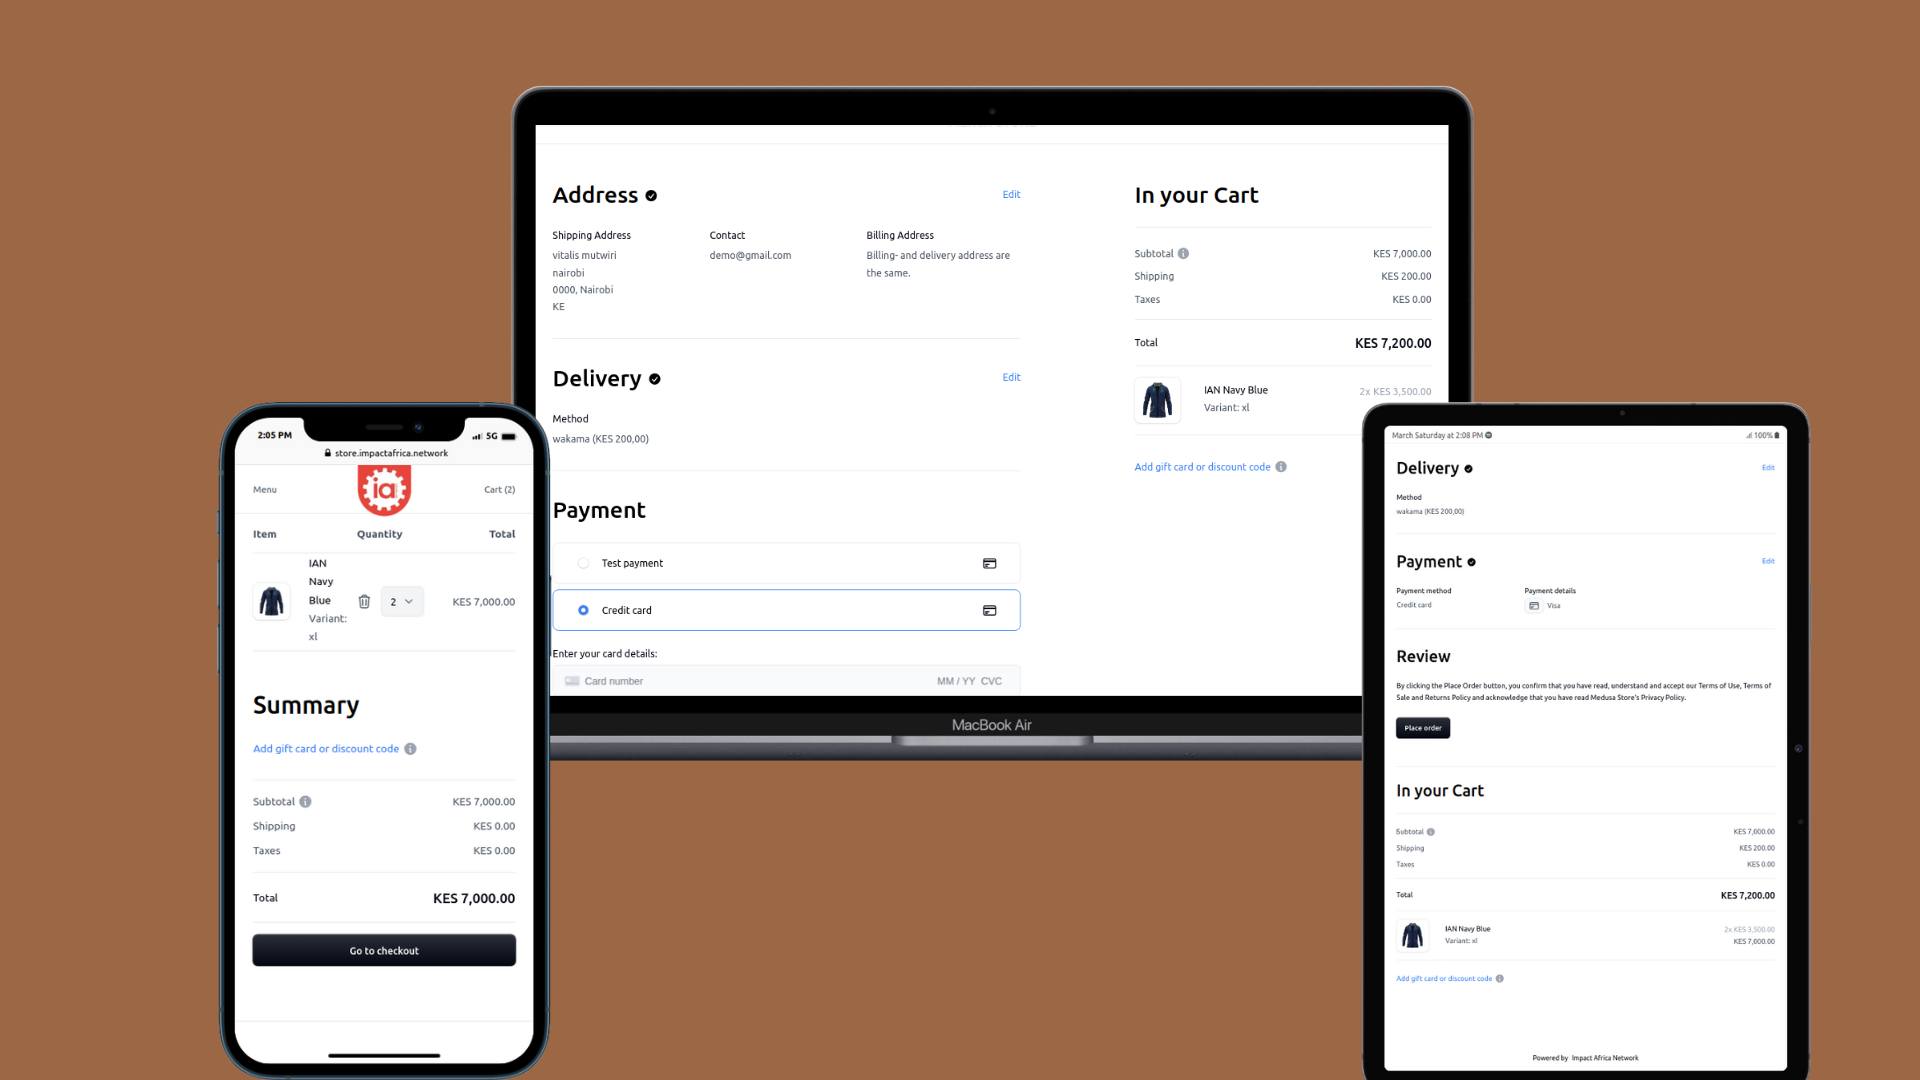 Address
Edit
Shipping Address
vitalis mutwiri
nairobi
0000, Nairobi
KE
Contact
demo@gmail.com
Billing Address
Billing- and delivery address are
the same.
Delivery
Edit
Method
wakama (KES 200,00)
Payment
Test payment
Credit card
Enter your card details:
Card number MM / YY CVC
In your Cart
Subtotal KES 7,000.00
Shipping KES 200.00
Taxes KES 0.00
Total KES 7,200.00
IAN Navy Blue 2x KES 3,500.00
Variant: xl
Add gift card or discount code
MacBook Air
2:05 PM 5G
store.impactafrica.network
Menu ia Cart (2)
Item Quantity Total
IAN
Navy
Blue
Variant:
xl
2
KES 7,000.00
Summary
Add gift card or discount code
Subtotal KES 7,000.00
Shipping KES 0.00
Taxes KES 0.00
Total KES 7,000.00
Go to checkout
March Saturday at 2:08 PM 100%
Delivery Edit
Method
wakama (KES 200,00)
Payment Edit
Payment method
Credit card
Payment details
Visa
Review
By clicking the Place Order button, you confirm that you have read, understand and accept our Terms of Use, Terms of
Sale and Returns Policy and acknowledge that you have read Medusa Store's Privacy Policy.
Place order
In your Cart
Subtotal KES 7,000.00
Shipping KES 200.00
Taxes KES 0.00
Total KES 7,200.00
IAN Navy Blue 2x KES 3,500.00
Variant: xl KES 7,000.00
Add gift card or discount code
Powered by Impact Africa Network